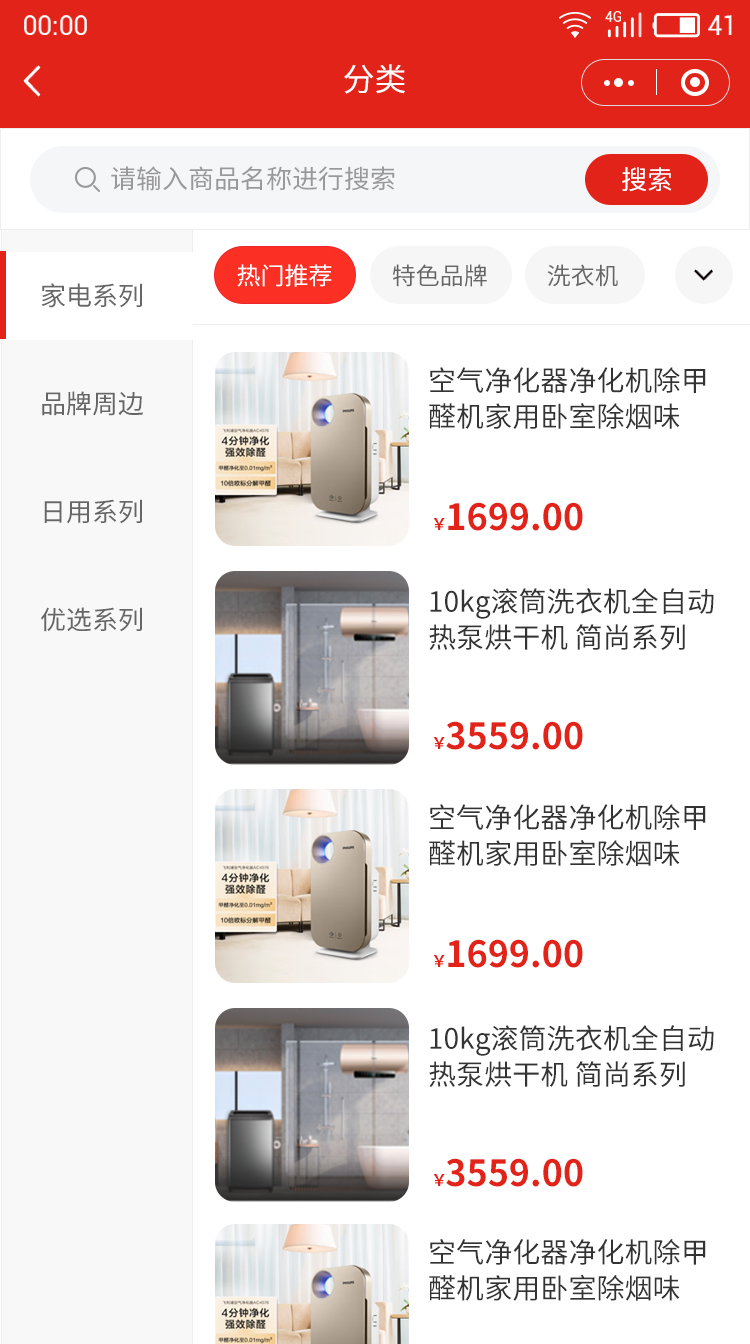 00:00
4G
41
分类
请输入商品名称进行搜索
搜索
家电系列
品牌周边
日用系列
优选系列
热门推荐
特色品牌
洗衣机
4分钟净化
强效除醛
甲醛净化至0.01mg/m³
10倍欧标分解甲醛
PHILIPS
空气净化器净化机除甲
醛机家用卧室除烟味
¥1699.00
10kg滚筒洗衣机全自动
热泵烘干机 简尚系列
¥3559.00
4分钟净化
强效除醛
甲醛净化至0.01mg/m³
10倍欧标分解甲醛
PHILIPS
空气净化器净化机除甲
醛机家用卧室除烟味
¥1699.00
10kg滚筒洗衣机全自动
热泵烘干机 简尚系列
¥3559.00
4分钟净化
强效除醛
PHILIPS
空气净化器净化机除甲
醛机家用卧室除烟味